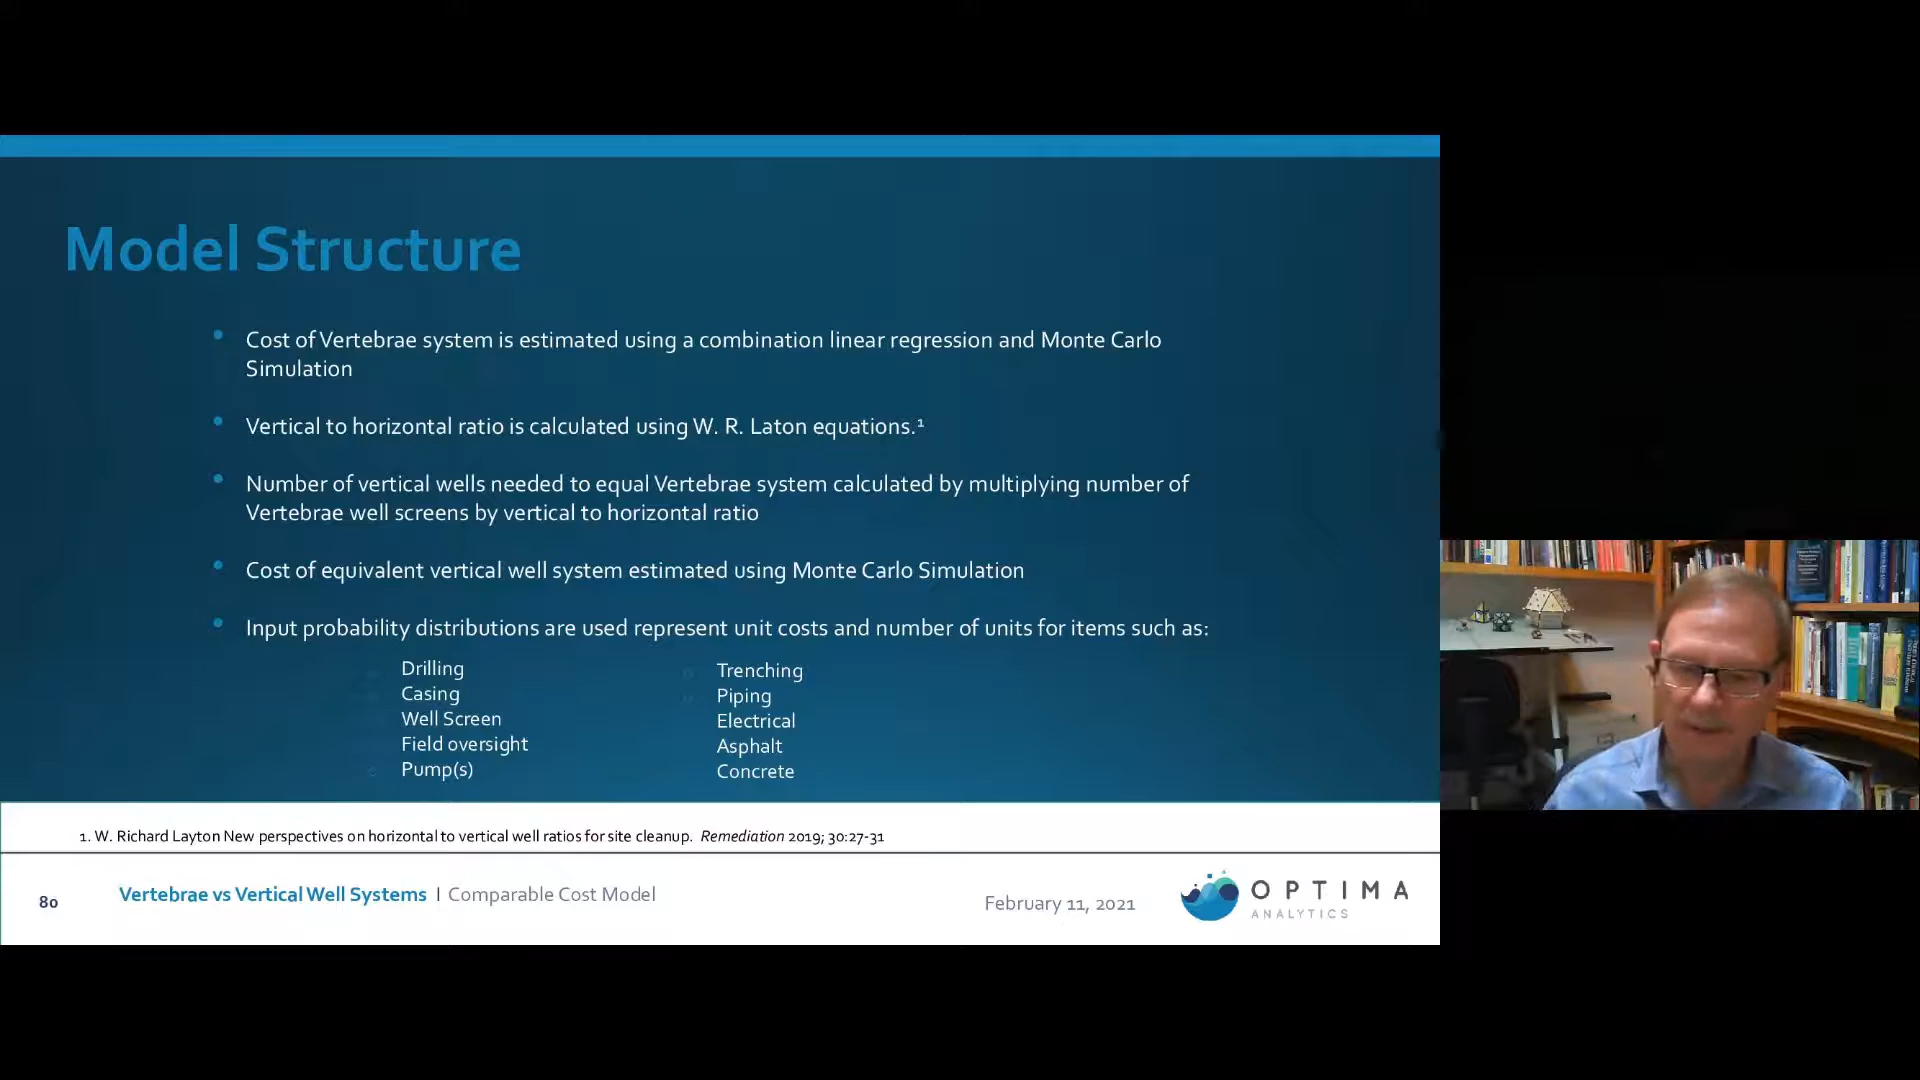 Model Structure
Cost of Vertebrae system is estimated using a combination linear regression and Monte Carlo
Simulation
Vertical to horizontal ratio is calculated using W. R. Laton equations.¹
Number of vertical wells needed to equal Vertebrae system calculated by multiplying number of
Vertebrae well screens by vertical to horizontal ratio
Cost of equivalent vertical well system estimated using Monte Carlo Simulation
Input probability distributions are used represent unit costs and number of units for items such as:
Drilling
Casing
Well Screen
Field oversight
Pump(s)
Trenching
Piping
Electrical
Asphalt
Concrete
1. W. Richard Layton New perspectives on horizontal to vertical well ratios for site cleanup. Remediation 2019; 30:27-31
80
Vertebrae vs Vertical Well Systems | Comparable Cost Model
February 11, 2021
OPTIMA
ANALYTICS